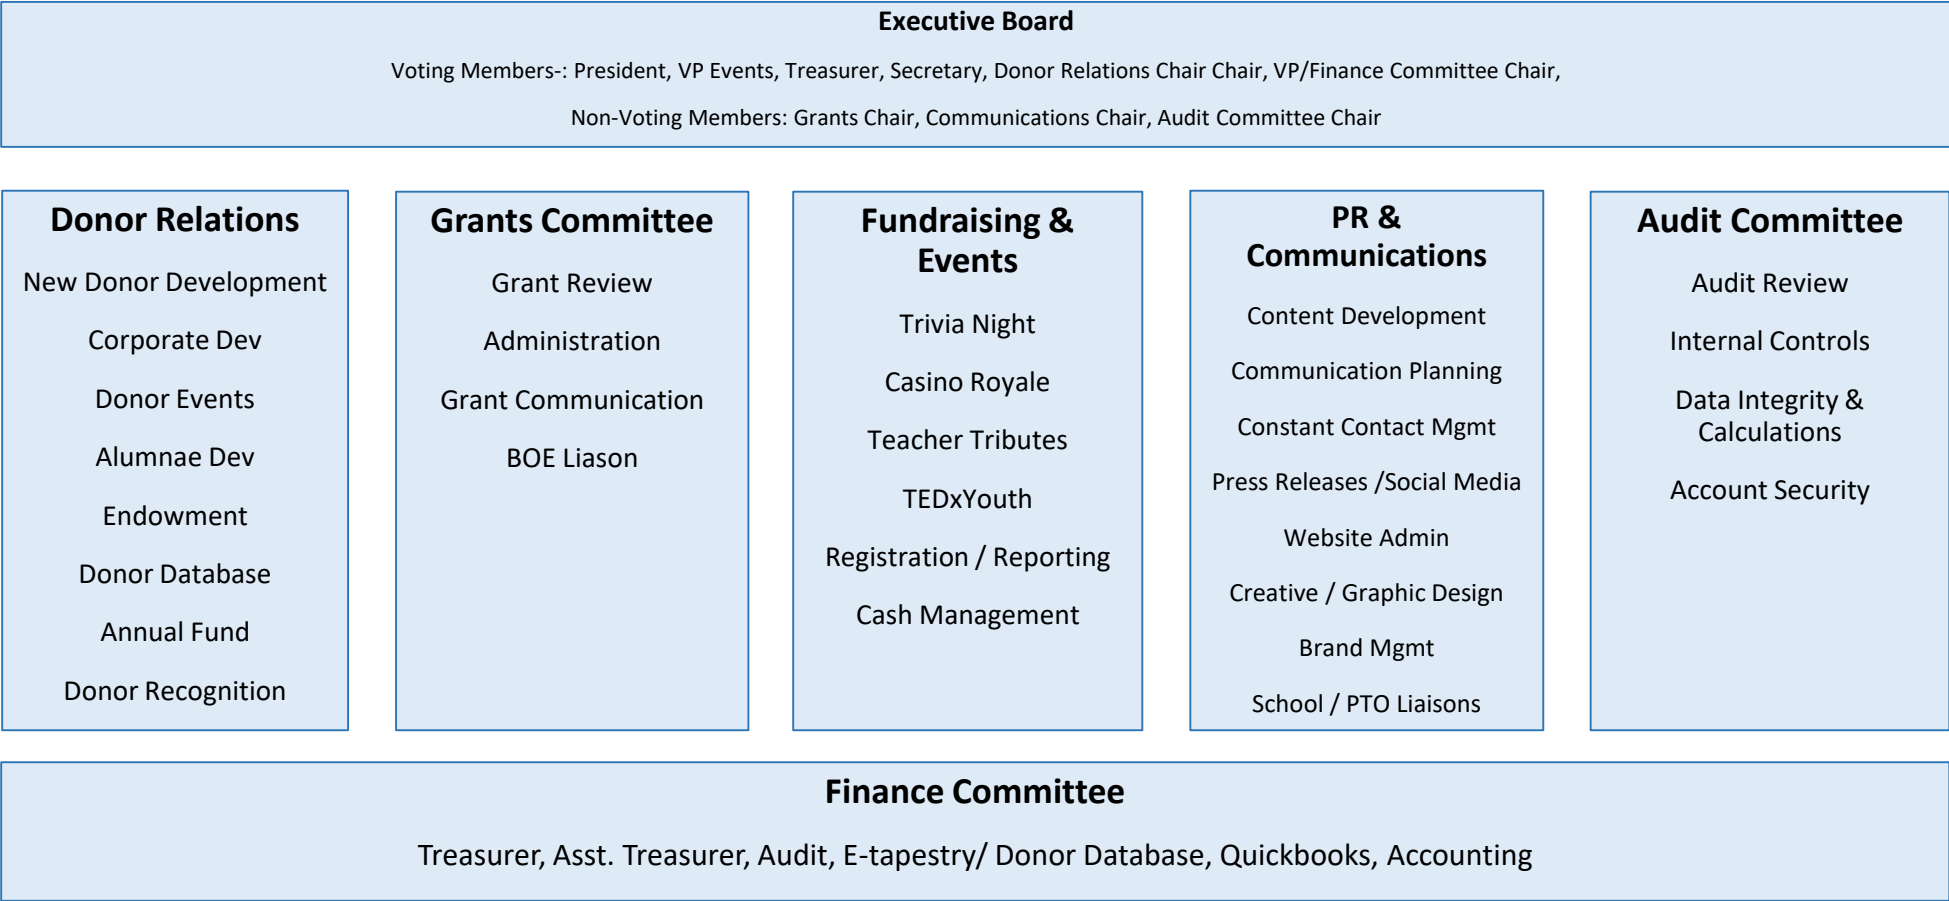 Executive Board
Voting Members-: President, VP Events, Treasurer, Secretary, Donor Relations Chair Chair, VP/Finance Committee Chair,
Non-Voting Members: Grants Chair, Communications Chair, Audit Committee Chair
Donor Relations
New Donor Development
Corporate Dev
Donor Events
Alumnae Dev
Endowment
Donor Database
Annual Fund
Donor Recognition
Grants Committee
Grant Review
Administration
Grant Communication
BOE Liason
Fundraising &
Events
Trivia Night
Casino Royale
Teacher Tributes
TEDxYouth
Registration / Reporting
Cash Management
PR &
Communications
Content Development
Communication Planning
Constant Contact Mgmt
Press Releases /Social Media
Website Admin
Creative / Graphic Design
Brand Mgmt
School / PTO Liaisons
Audit Committee
Audit Review
Internal Controls
Data Integrity &
Calculations
Account Security
Finance Committee
Treasurer, Asst. Treasurer, Audit, E-tapestry/ Donor Database, Quickbooks, Accounting